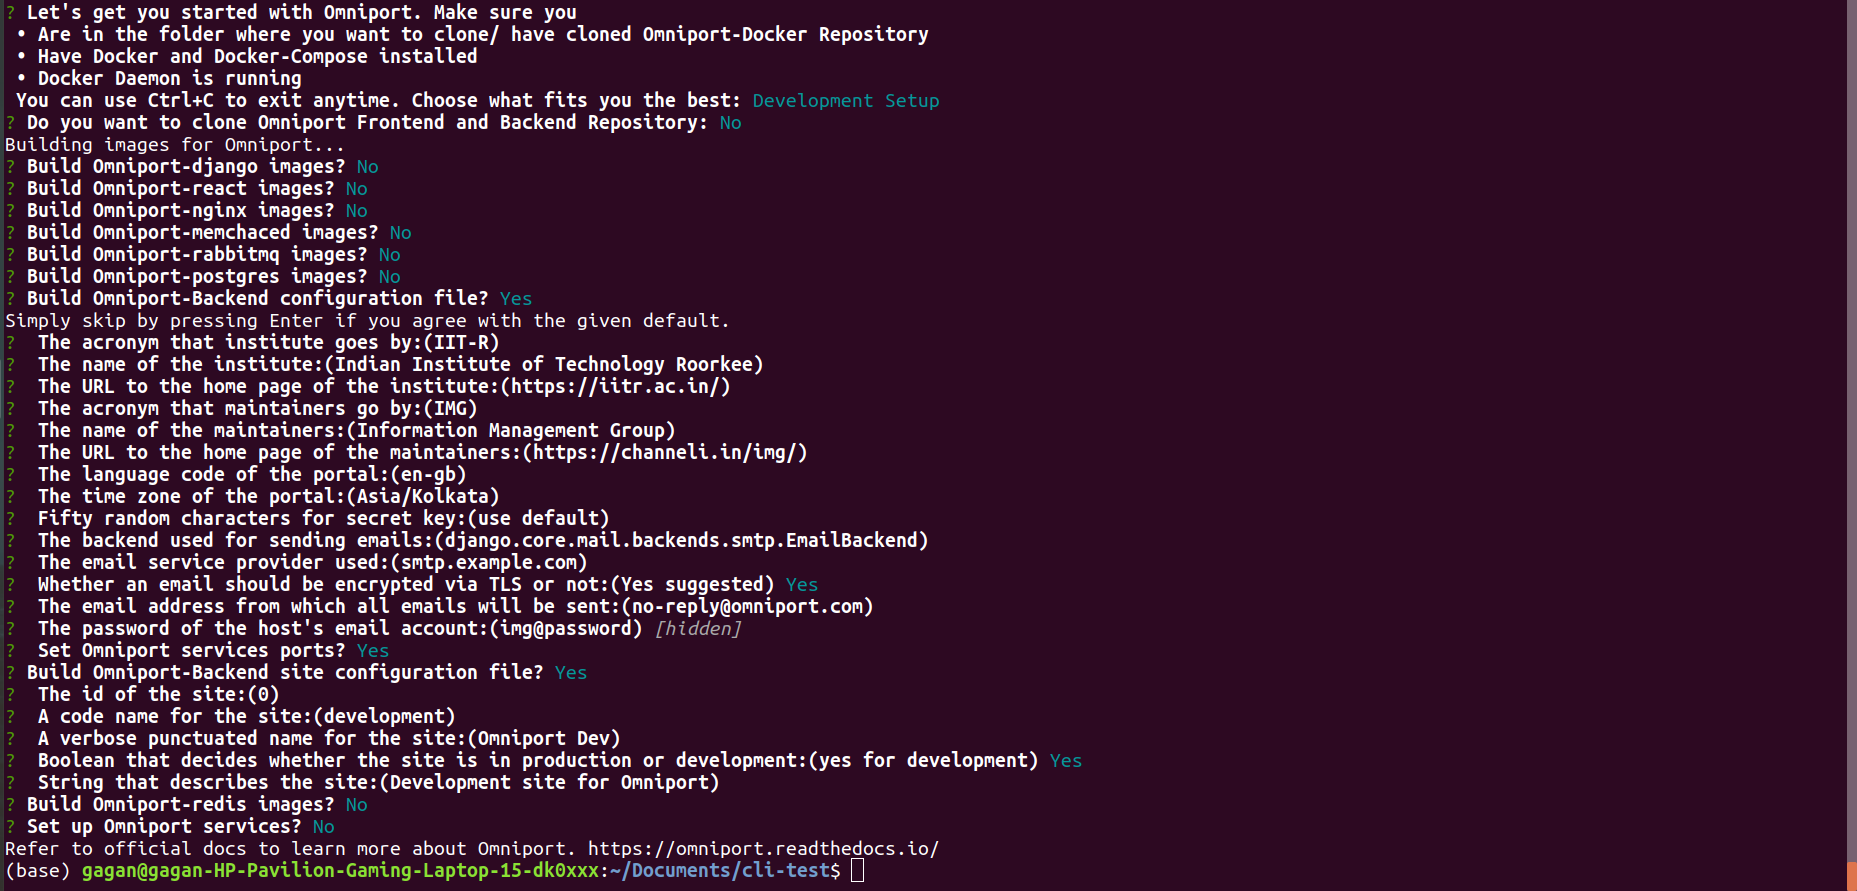 ? Let's get you started with Omniport. Make sure you
• Are in the folder where you want to clone/ have cloned Omniport-Docker Repository
• Have Docker and Docker-Compose installed
• Docker Daemon is running
You can use Ctrl+C to exit anytime. Choose what fits you the best: Development Setup
? Do you want to clone Omniport Frontend and Backend Repository: No
Building images for Omniport...
? Build Omniport-django images? No
? Build Omniport-react images? No
? Build Omniport-nginx images? No
? Build Omniport-memchaced images? No
? Build Omniport-rabbitmq images? No
? Build Omniport-postgres images? No
? Build Omniport-Backend configuration file? Yes
Simply skip by pressing Enter if you agree with the given default.
?  The acronym that institute goes by:(IIT-R)
?  The name of the institute:(Indian Institute of Technology Roorkee)
?  The URL to the home page of the institute:(https://iitr.ac.in/)
?  The acronym that maintainers go by:(IMG)
?  The name of the maintainers:(Information Management Group)
?  The URL to the home page of the maintainers:(https://channeli.in/img/)
?  The language code of the portal:(en-gb)
?  The time zone of the portal:(Asia/Kolkata)
?  Fifty random characters for secret key:(use default)
?  The backend used for sending emails:(django.core.mail.backends.smtp.EmailBackend)
?  The email service provider used:(smtp.example.com)
?  Whether an email should be encrypted via TLS or not:(Yes suggested) Yes
?  The email address from which all emails will be sent:(no-reply@omniport.com)
?  The password of the host's email account:(img@password) [hidden]
?  Set Omniport services ports? Yes
? Build Omniport-Backend site configuration file? Yes
?  The id of the site:(0)
?  A code name for the site:(development)
?  A verbose punctuated name for the site:(Omniport Dev)
?  Boolean that decides whether the site is in production or development:(yes for development) Yes
?  String that describes the site:(Development site for Omniport)
? Build Omniport-redis images? No
? Set up Omniport services? No
Refer to official docs to learn more about Omniport. https://omniport.readthedocs.io/
(base) gagan@gagan-HP-Pavilion-Gaming-Laptop-15-dk0xxx:~/Documents/cli-test$